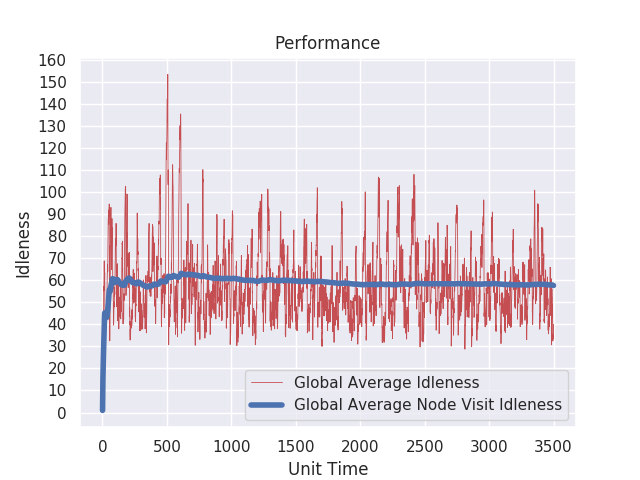 Performance
160
150
140
130
120
110
100
90
80
70
60
50
40
30
20
10
0
Idleness
Global Average Idleness
Global Average Node Visit Idleness
0 500 1000 1500 2000 2500 3000 3500
Unit Time